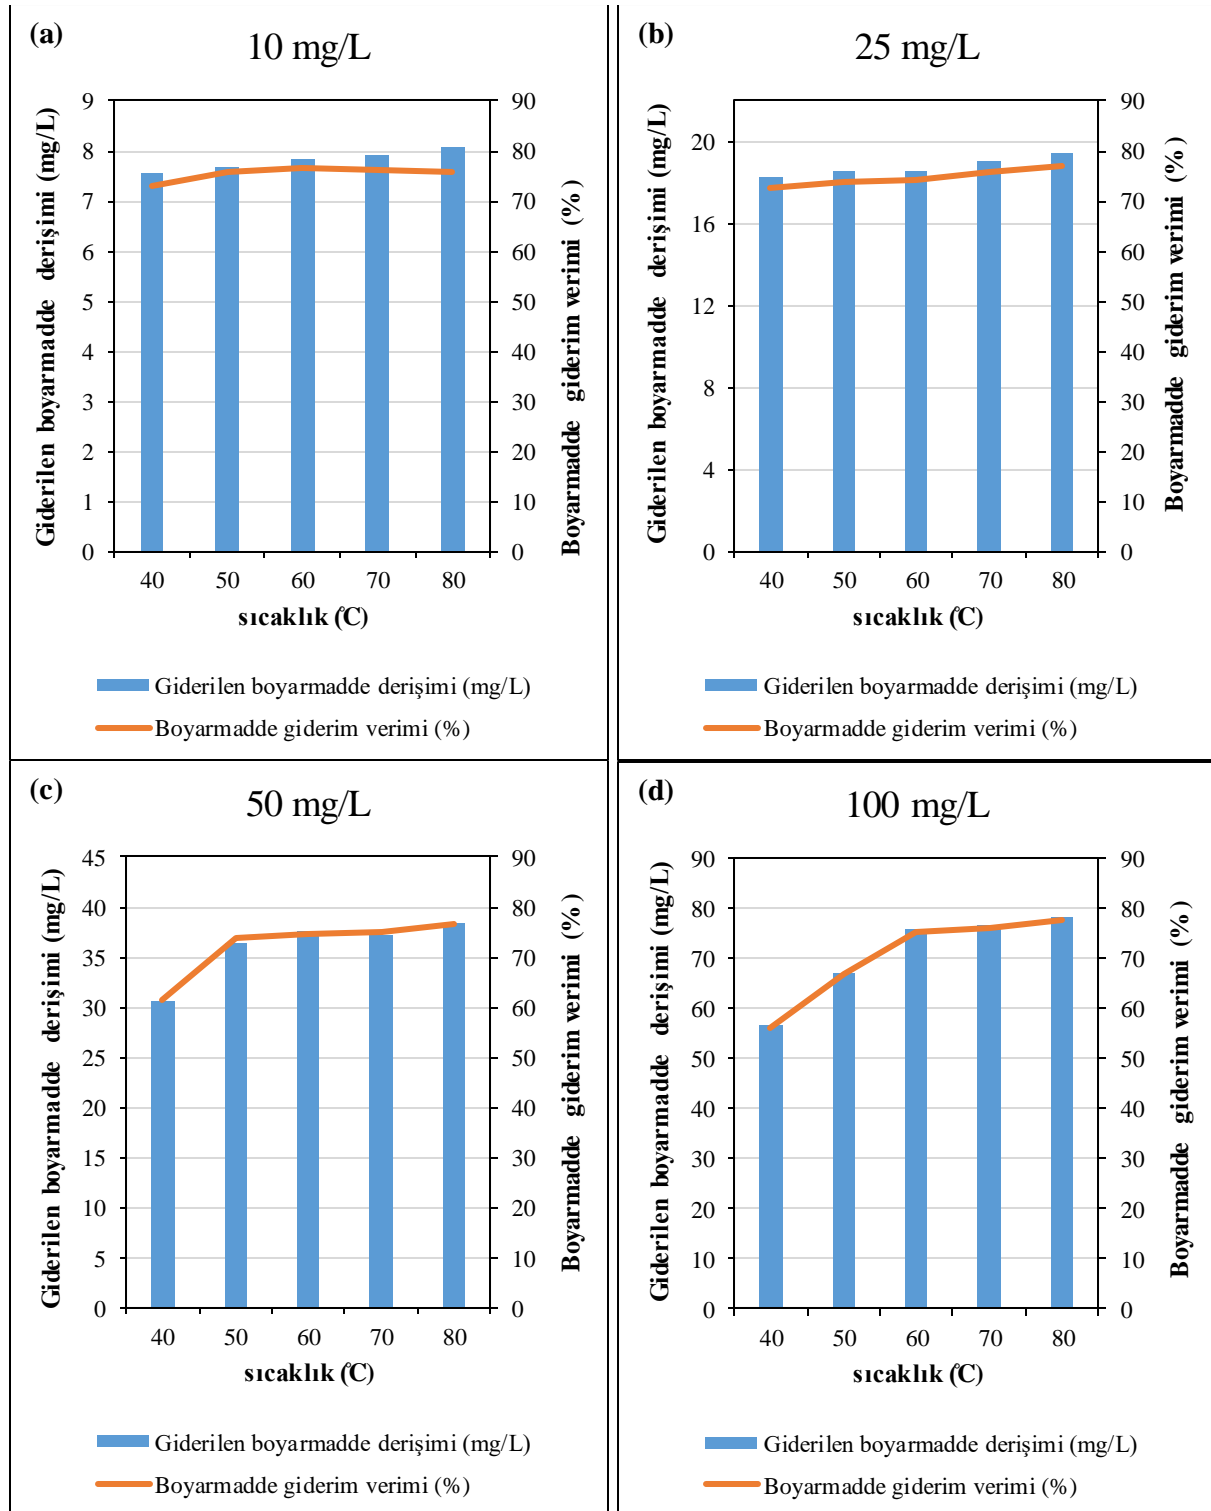 (a)
10 mg/L
Giderilen boyarmadde derişimi (mg/L)
9
8
7
6
5
4
3
2
1
0
90
80
70
60
50
40
30
20
10
0
Boyarmadde giderim verimi (%)
40 50 60 70 80
sıcaklık (℃)
Giderilen boyarmadde derişimi (mg/L)
Boyarmadde giderim verimi (%)
(b)
25 mg/L
Giderilen boyarmadde derişimi (mg/L)
20
16
12
8
4
0
90
80
70
60
50
40
30
20
10
0
Boyarmadde giderim verimi (%)
40 50 60 70 80
sıcaklık (℃)
Giderilen boyarmadde derişimi (mg/L)
Boyarmadde giderim verimi (%)
(c)
50 mg/L
Giderilen boyarmadde derişimi (mg/L)
45
40
35
30
25
20
15
10
5
0
90
80
70
60
50
40
30
20
10
0
Boyarmadde giderim verimi (%)
40 50 60 70 80
sıcaklık (℃)
Giderilen boyarmadde derişimi (mg/L)
Boyarmadde giderim verimi (%)
(d)
100 mg/L
Giderilen boyarmadde derişimi (mg/L)
90
80
70
60
50
40
30
20
10
0
90
80
70
60
50
40
30
20
10
0
Boyarmadde giderim verimi (%)
40 50 60 70 80
sıcaklık (℃)
Giderilen boyarmadde derişimi (mg/L)
Boyarmadde giderim verimi (%)